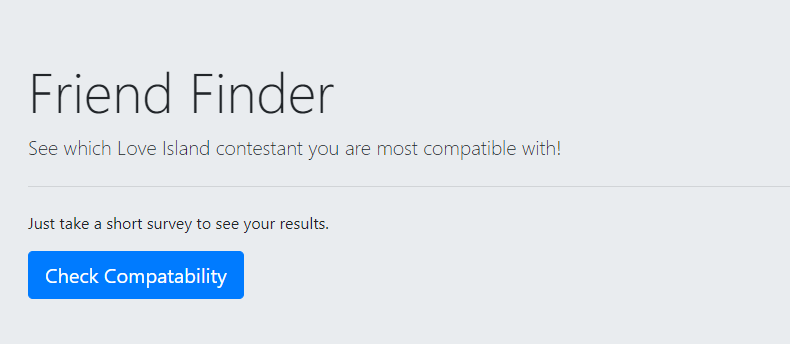 Friend Finder
See which Love Island contestant you are most compatible with!
Just take a short survey to see your results.
Check Compatability